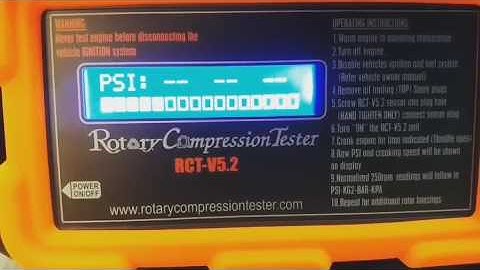 WARNING:
Never test engine before disconnecting the
vehicle IGNITION system
PSI: -- -- --
Rotary Compression Tester
RCT-V5.2
POWER
ON/OFF
www.rotarycompressiontester.com
OPERATING INSTRUCTIONS:
1. Warm engine to operating temperature
2. Turn off engine
3. Disable vehicles ignition and fuel system
(Refer vehicle owner manual)
4. Remove all trailing (TOP) Spark plugs
5. Screw RCT-V5.2 sensor into plug hole
(HAND TIGHTEN ONLY) connect sensor plug
6. Turn "ON" the RCT-V5.2 unit
7. Crank engine for time indicated (Throttle open)
8. Raw PSI and cranking speed will be shown
on display
9. Normalized 250rpm readings will follow in
PSI-KG2-BAR-KPA
10. Repeat for additional rotor housings